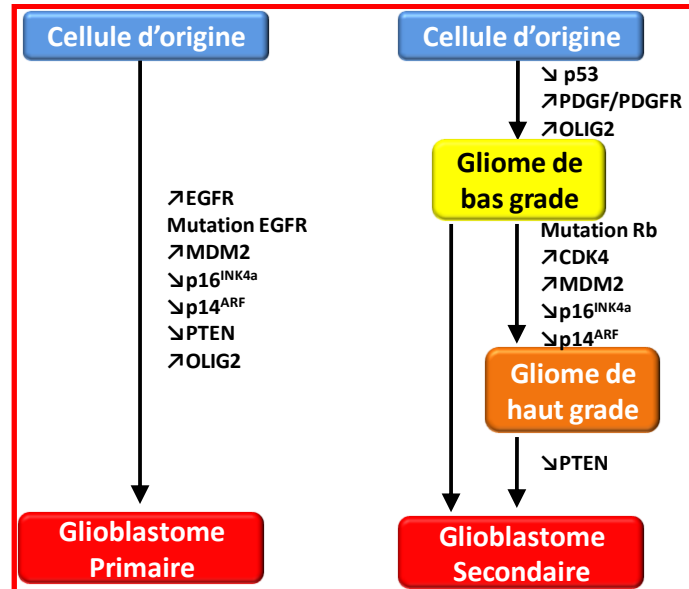 Cellule d'origine
↗EGFR
Mutation EGFR
↗MDM2
↘p16INK4a
↘p14ARF
↘PTEN
↗OLIG2
Glioblastome
Primaire
Cellule d'origine
↘ p53
↗PDGF/PDGFR
↗OLIG2
Gliome de
bas grade
Mutation Rb
↗CDK4
↗MDM2
↘p16INK4a
↘p14ARF
Gliome de
haut grade
↘PTEN
Glioblastome
Secondaire